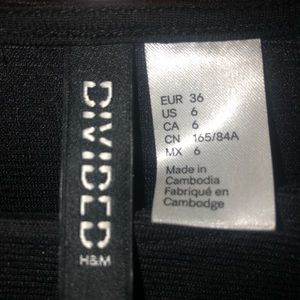 DIVIDED
H&M
EUR 36
US 6
CA 6
CN 165/84A
MX 6
Made in
Cambodia
Fabriqué en
Cambodge